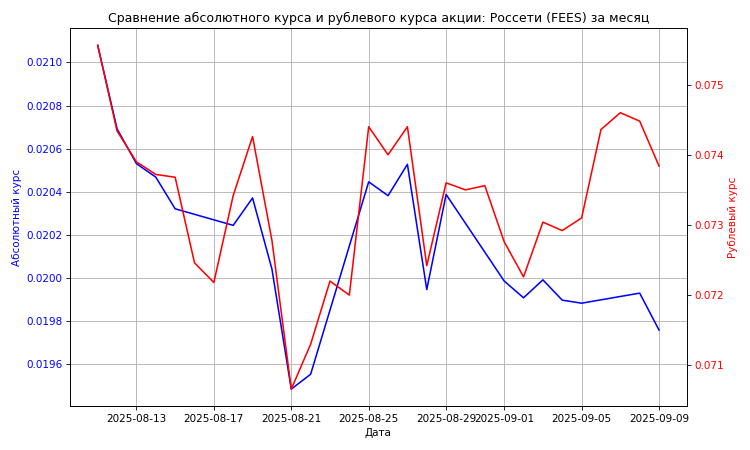 Сравнение абсолютного курса и рублевого курса акции: Россети (FEES) за месяц
Абсолютный курс
0.0210
0.0208
0.0206
0.0204
0.0202
0.0200
0.0198
0.0196
0.075
0.074
0.073
0.072
0.071
Рублевый курс
2025-08-13 2025-08-17 2025-08-21 2025-08-25 2025-08-29 2025-09-01 2025-09-05 2025-09-09
Дата